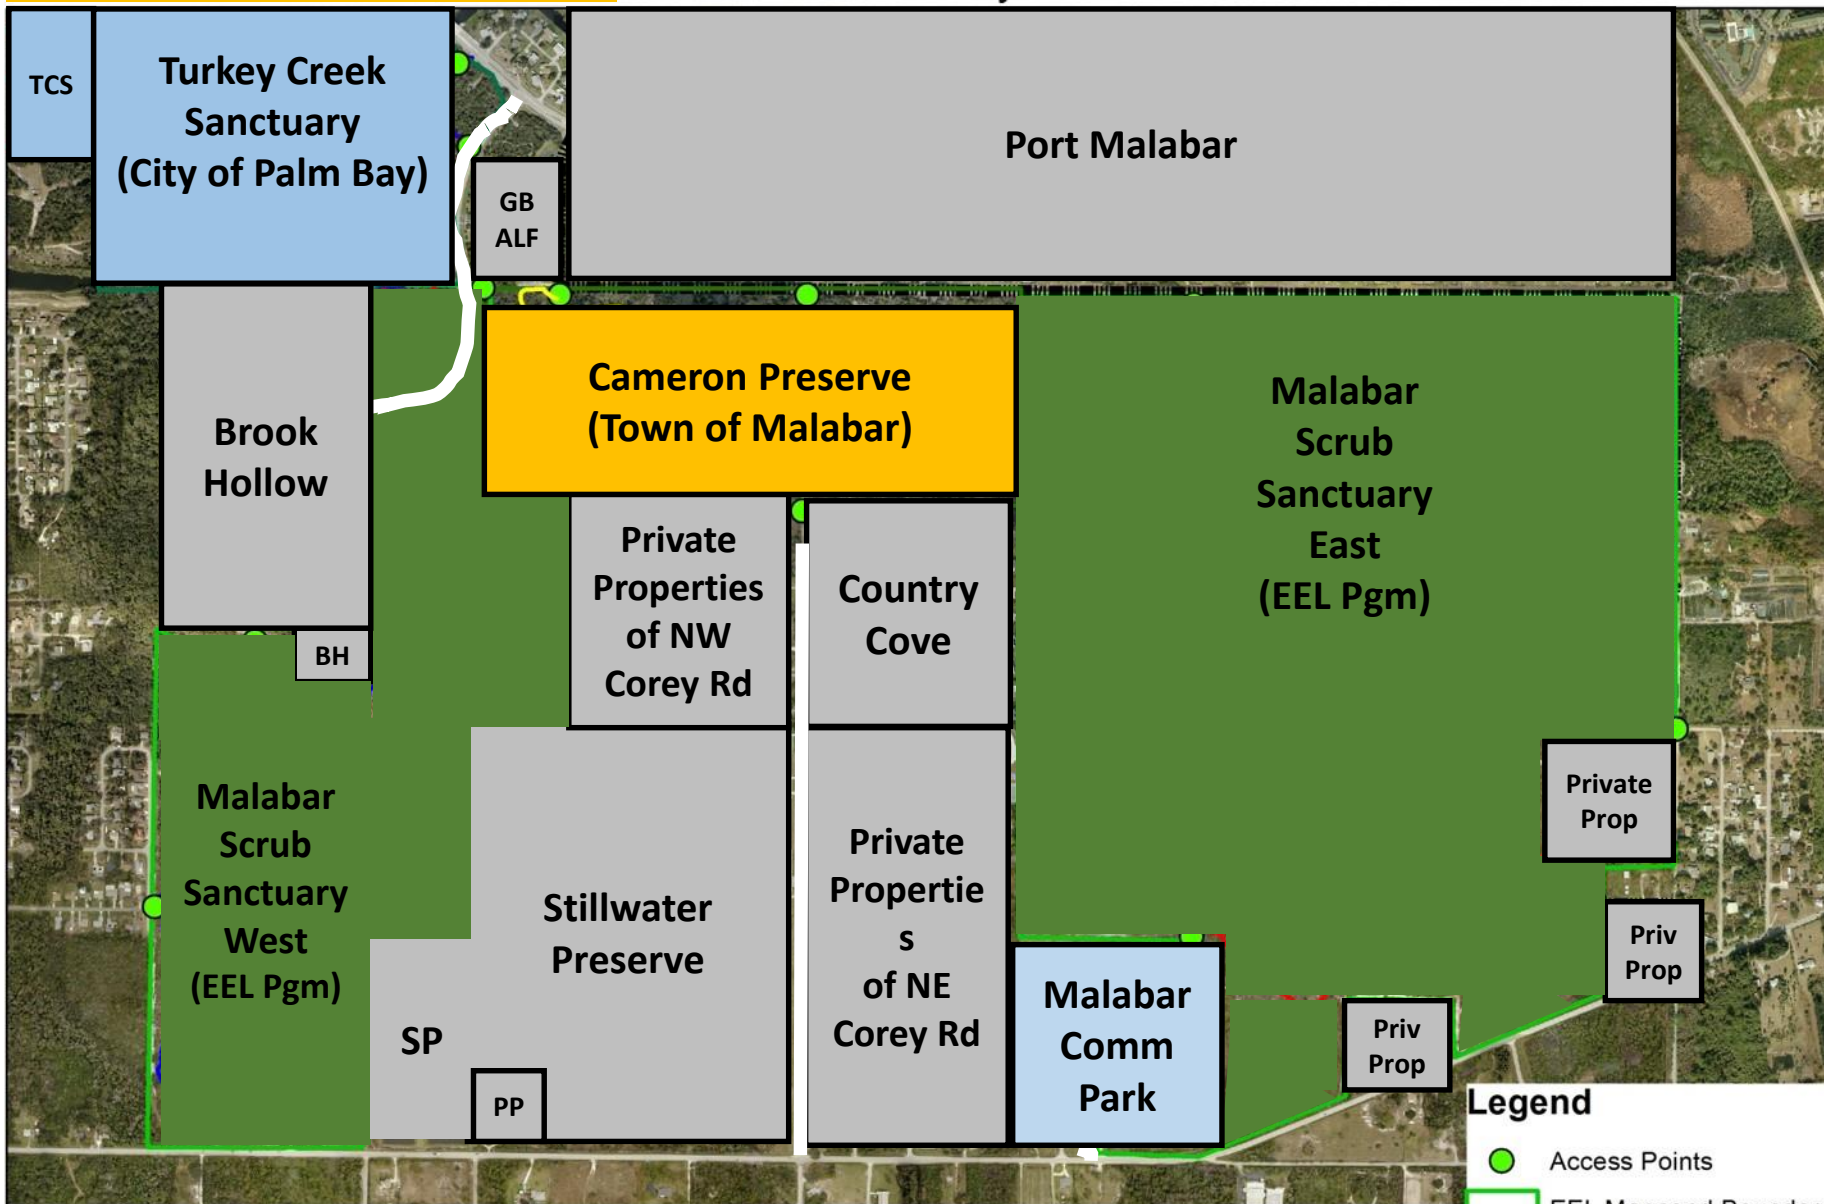 TCS
Turkey Creek
Sanctuary
(City of Palm Bay)
Port Malabar
GB
ALF
Cameron Preserve
(Town of Malabar)
Malabar
Scrub
Sanctuary
East
(EEL Pgm)
Brook
Hollow
BH
Private
Properties
of NW
Corey Rd
Country
Cove
Malabar
Scrub
Sanctuary
West
(EEL Pgm)
Stillwater
Preserve
SP
PP
Private
Propertie
s
of NE
Corey Rd
Malabar
Comm
Park
Private
Prop
Priv
Prop
Priv
Prop
Legend
Access Points